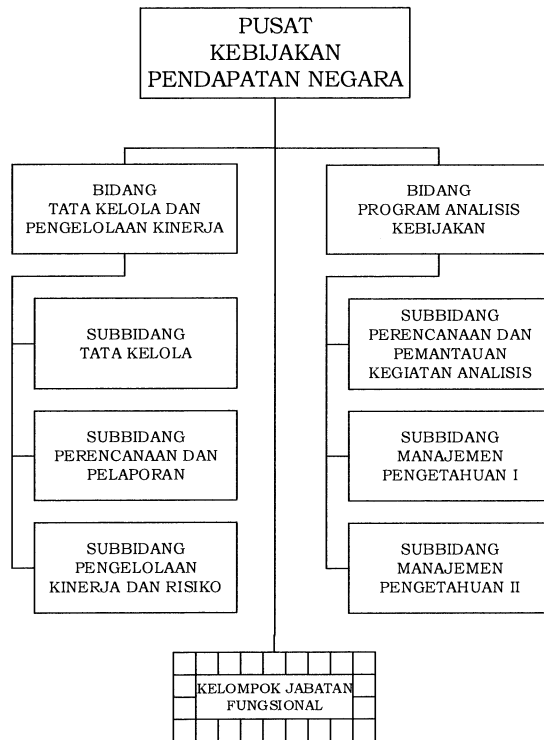 PUSAT
KEBIJAKAN
PENDAPATAN NEGARA
BIDANG
TATA KELOLA DAN
PENGELOLAAN KINERJA
SUBBIDANG
TATA KELOLA
SUBBIDANG
PERENCANAAN DAN
PELAPORAN
SUBBIDANG
PENGELOLAAN
KINERJA DAN RISIKO
BIDANG
PROGRAM ANALISIS
KEBIJAKAN
SUBBIDANG
PERENCANAAN DAN
PEMANTAUAN
KEGIATAN ANALISIS
SUBBIDANG
MANAJEMEN
PENGETAHUAN I
SUBBIDANG
MANAJEMEN
PENGETAHUAN II
KELOMPOK JABATAN
FUNGSIONAL